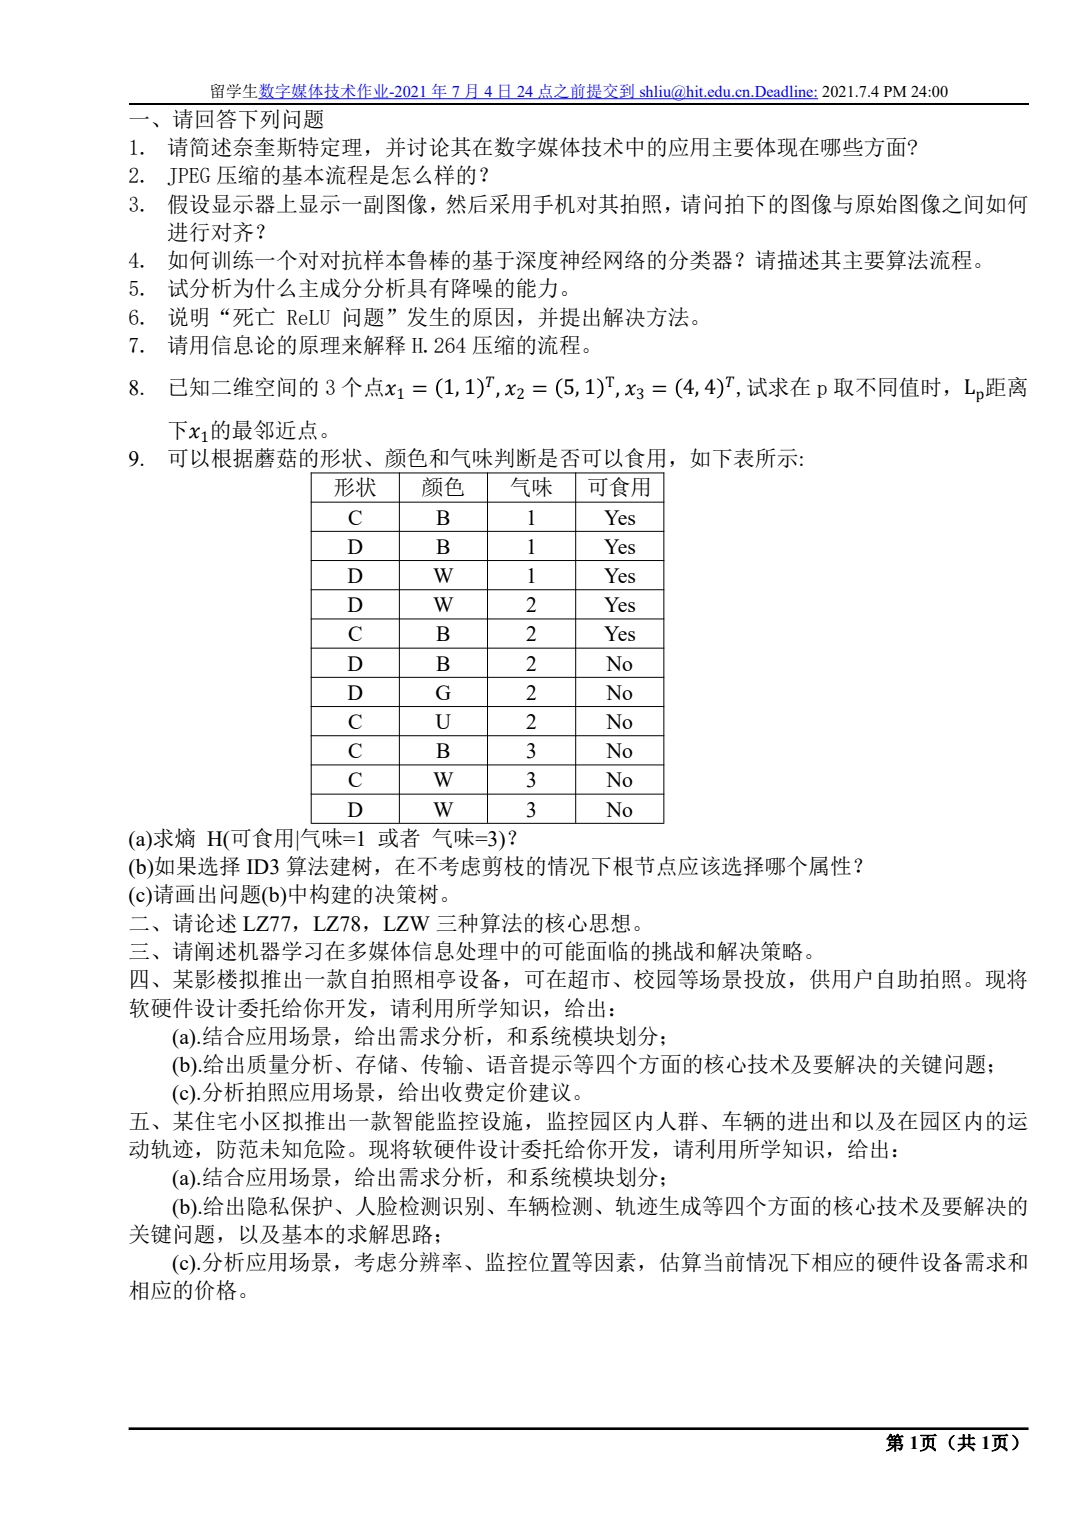 留学生数字媒体技术作业-2021 年 7 月 4 日 24 点之前提交到 shliu@hit.edu.cn.Deadline: 2021.7.4 PM 24:00
一、请回答下列问题
1. 请简述奈奎斯特定理，并讨论其在数字媒体技术中的应用主要体现在哪些方面？
2. JPEG 压缩的基本流程是怎么样的？
3. 假设显示器上显示一副图像，然后采用手机对其拍照，请问拍下的图像与原始图像之间如何
进行对齐？
4. 如何训练一个对对抗样本鲁棒的基于深度神经网络的分类器？请描述其主要算法流程。
5. 试分析为什么主成分分析具有降噪的能力。
6. 说明“死亡 ReLU 问题”发生的原因，并提出解决方法。
7. 请用信息论的原理来解释 H.264 压缩的流程。
8. 已知二维空间的 3 个点x₁ = (1, 1)ᵀ, x₂ = (5, 1)ᵀ, x₃ = (4, 4)ᵀ, 试求在 p 取不同值时，Lₚ距离
下x₁的最邻近点。
9. 可以根据蘑菇的形状、颜色和气味判断是否可以食用，如下表所示:
形状 颜色 气味 可食用
C B 1 Yes
D B 1 Yes
D W 1 Yes
D W 2 Yes
C B 2 Yes
D B 2 No
D G 2 No
C U 2 No
C B 3 No
C W 3 No
D W 3 No
(a)求熵 H(可食用|气味=1 或者 气味=3)？
(b)如果选择 ID3 算法建树，在不考虑剪枝的情况下根节点应该选择哪个属性？
(c)请画出问题(b)中构建的决策树。
二、请论述 LZ77，LZ78，LZW 三种算法的核心思想。
三、请阐述机器学习在多媒体信息处理中的可能面临的挑战和解决策略。
四、某影楼拟推出一款自拍照相亭设备，可在超市、校园等场景投放，供用户自助拍照。现将
软硬件设计委托给你开发，请利用所学知识，给出：
(a).结合应用场景，给出需求分析，和系统模块划分；
(b).给出质量分析、存储、传输、语音提示等四个方面的核心技术及要解决的关键问题；
(c).分析拍照应用场景，给出收费定价建议。
五、某住宅小区拟推出一款智能监控设施，监控园区内人群、车辆的进出和以及在园区内的运
动轨迹，防范未知危险。现将软硬件设计委托给你开发，请利用所学知识，给出：
(a).结合应用场景，给出需求分析，和系统模块划分；
(b).给出隐私保护、人脸检测识别、车辆检测、轨迹生成等四个方面的核心技术及要解决的
关键问题，以及基本的求解思路；
(c).分析应用场景，考虑分辨率、监控位置等因素，估算当前情况下相应的硬件设备需求和
相应的价格。
第 1页（共 1页）